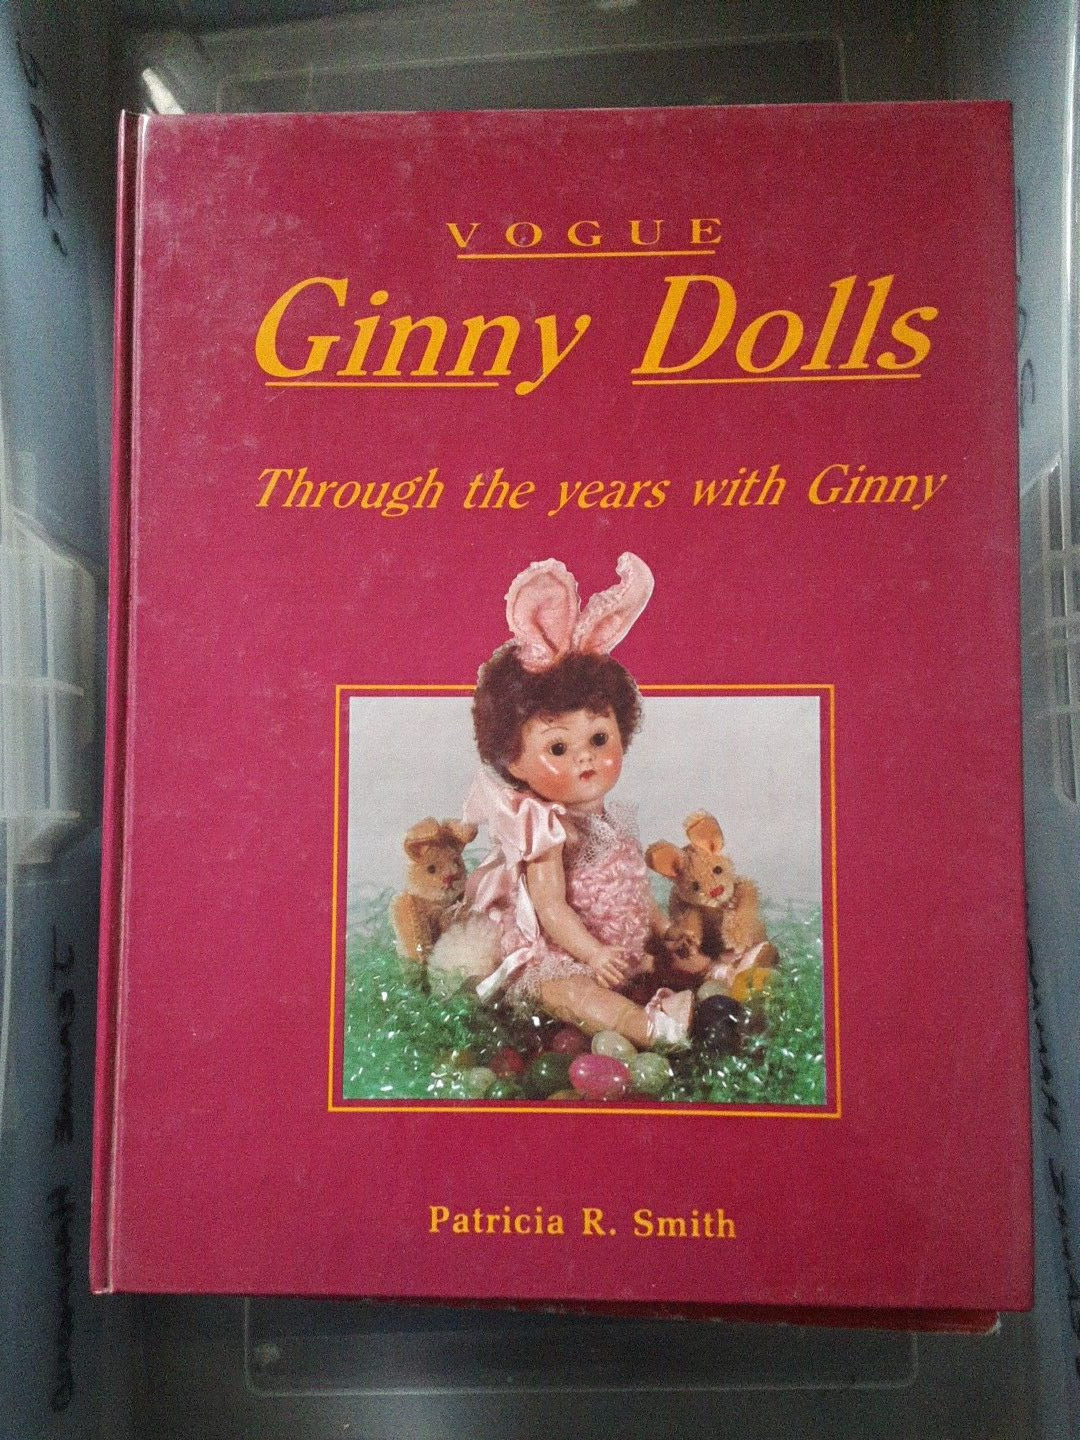 VOGUE
Ginny Dolls
Through the years with Ginny
Patricia R. Smith